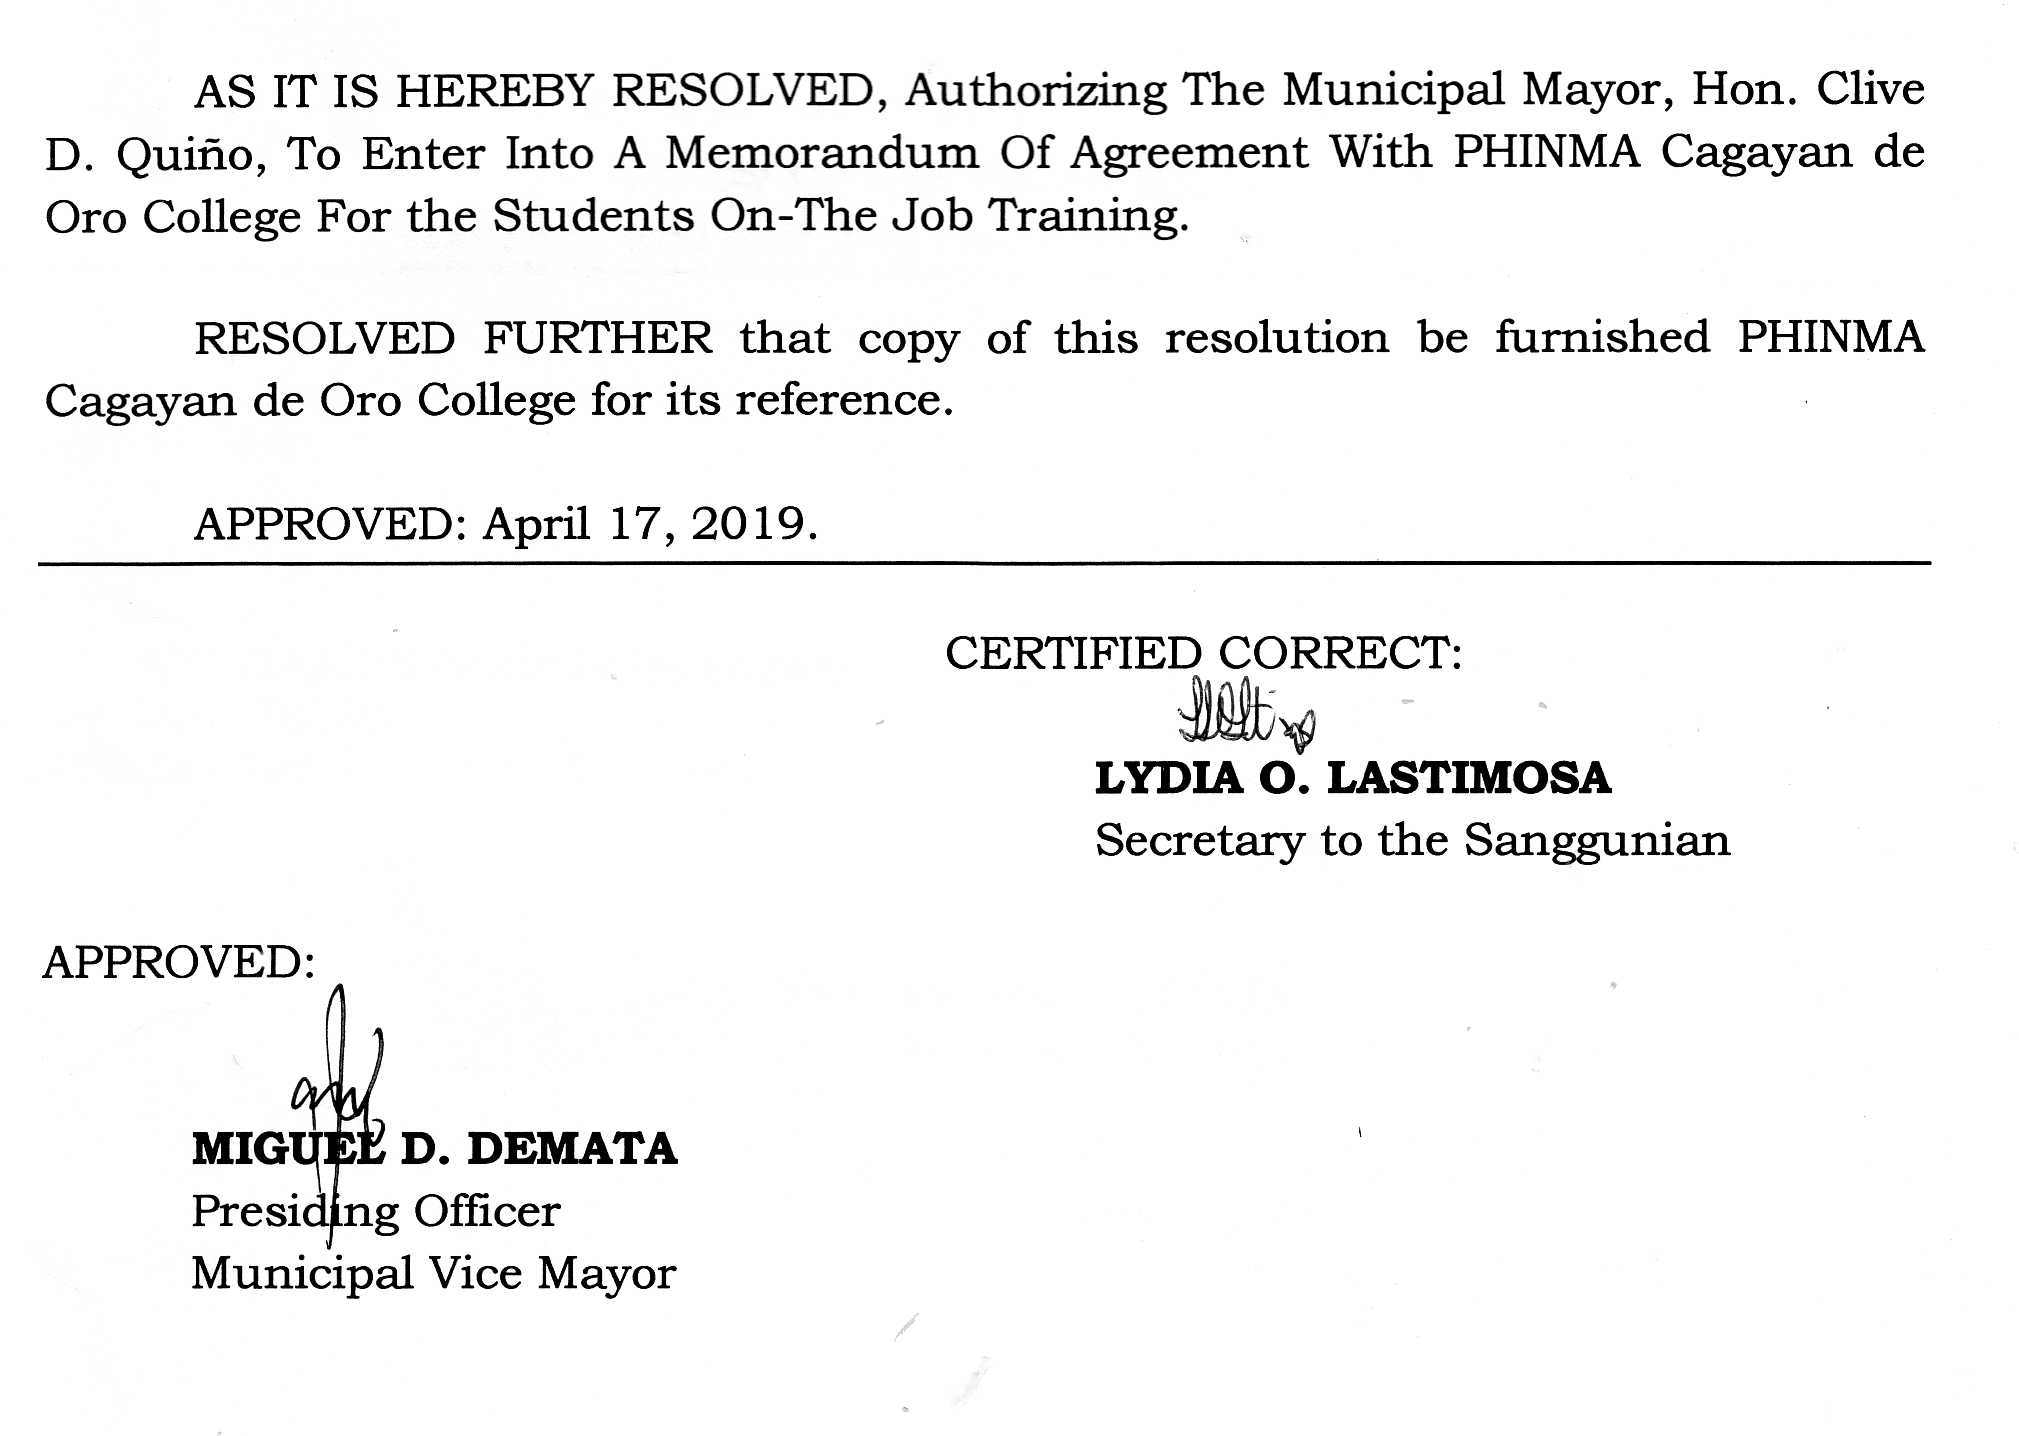 AS IT IS HEREBY RESOLVED, Authorizing The Municipal Mayor, Hon. Clive
D. Quiño, To Enter Into A Memorandum Of Agreement With PHINMA Cagayan de
Oro College For the Students On-The Job Training.
RESOLVED FURTHER that copy of this resolution be furnished PHINMA
Cagayan de Oro College for its reference.
APPROVED: April 17, 2019.
CERTIFIED CORRECT:
LYDIA O. LASTIMOSA
Secretary to the Sanggunian
APPROVED:
MIGUEL D. DEMATA
Presiding Officer
Municipal Vice Mayor